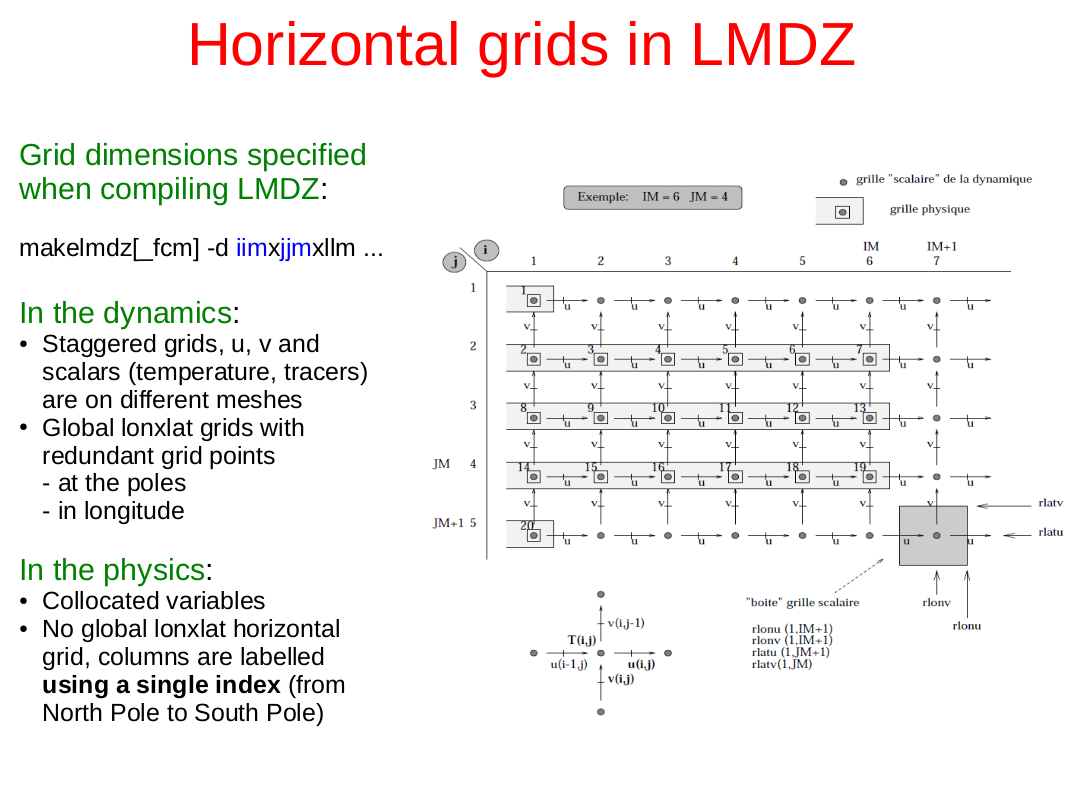 Horizontal grids in LMDZ
Grid dimensions specified
when compiling LMDZ:
makelmdz[_fcm] -d iimxjjmxllm ...
In the dynamics:
• Staggered grids, u, v and
scalars (temperature, tracers)
are on different meshes
• Global lonxlat grids with
redundant grid points
- at the poles
- in longitude
In the physics:
• Collocated variables
• No global lonxlat horizontal
grid, columns are labelled
using a single index (from
North Pole to South Pole)
Exemple: IM = 6 JM = 4
grille "scalaire" de la dynamique
grille physique
IM IM+1
j i 1 2 3 4 5 6 7
1 1
u u u u u u u
v v v v v v v
2 2 3 4 5 6 7
u u u u u u u
v v v v v v v
3 8 9 10 11 12 13
u u u u u u u
v v v v v v v
JM 4 14 15 16 17 18 19
u u u u u u u
v v v v v v v
rlatv
JM+1 5 20
rlatu
u u u u u u u
"boite" grille scalaire
rlonv
rlonu
rlonu (1,IM+1)
rlonv (1,IM+1)
rlatu (1,JM+1)
rlatv(1,JM)
v(i,j-1)
T(i,j)
u(i-1,j) u(i,j)
v(i,j)